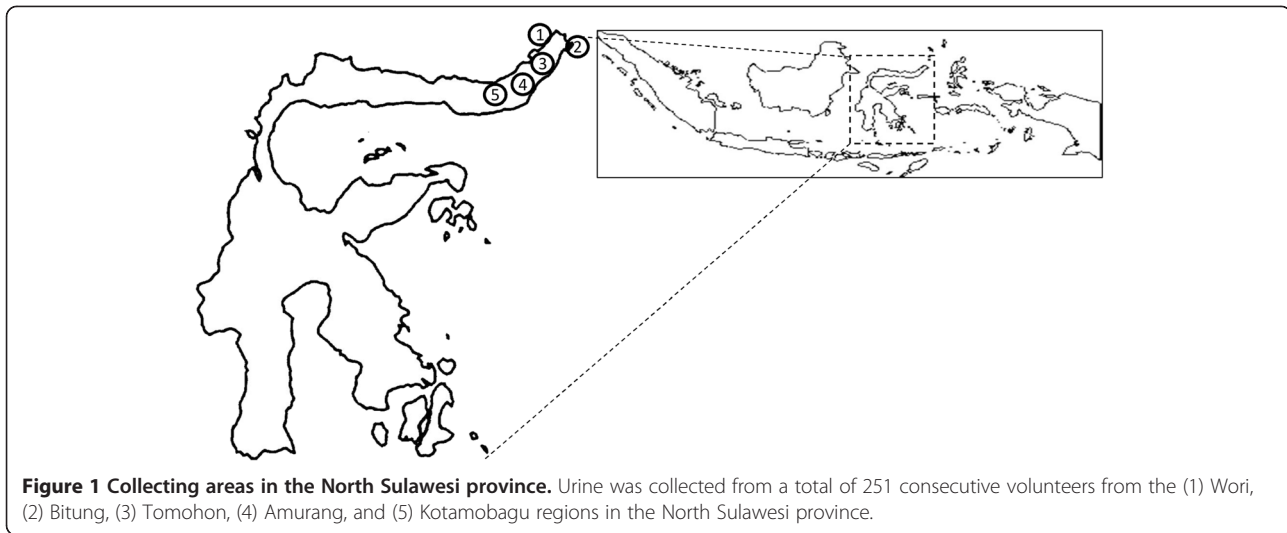 1
2
3
4
5
Figure 1 Collecting areas in the North Sulawesi province. Urine was collected from a total of 251 consecutive volunteers from the (1) Wori,
(2) Bitung, (3) Tomohon, (4) Amurang, and (5) Kotamobagu regions in the North Sulawesi province.